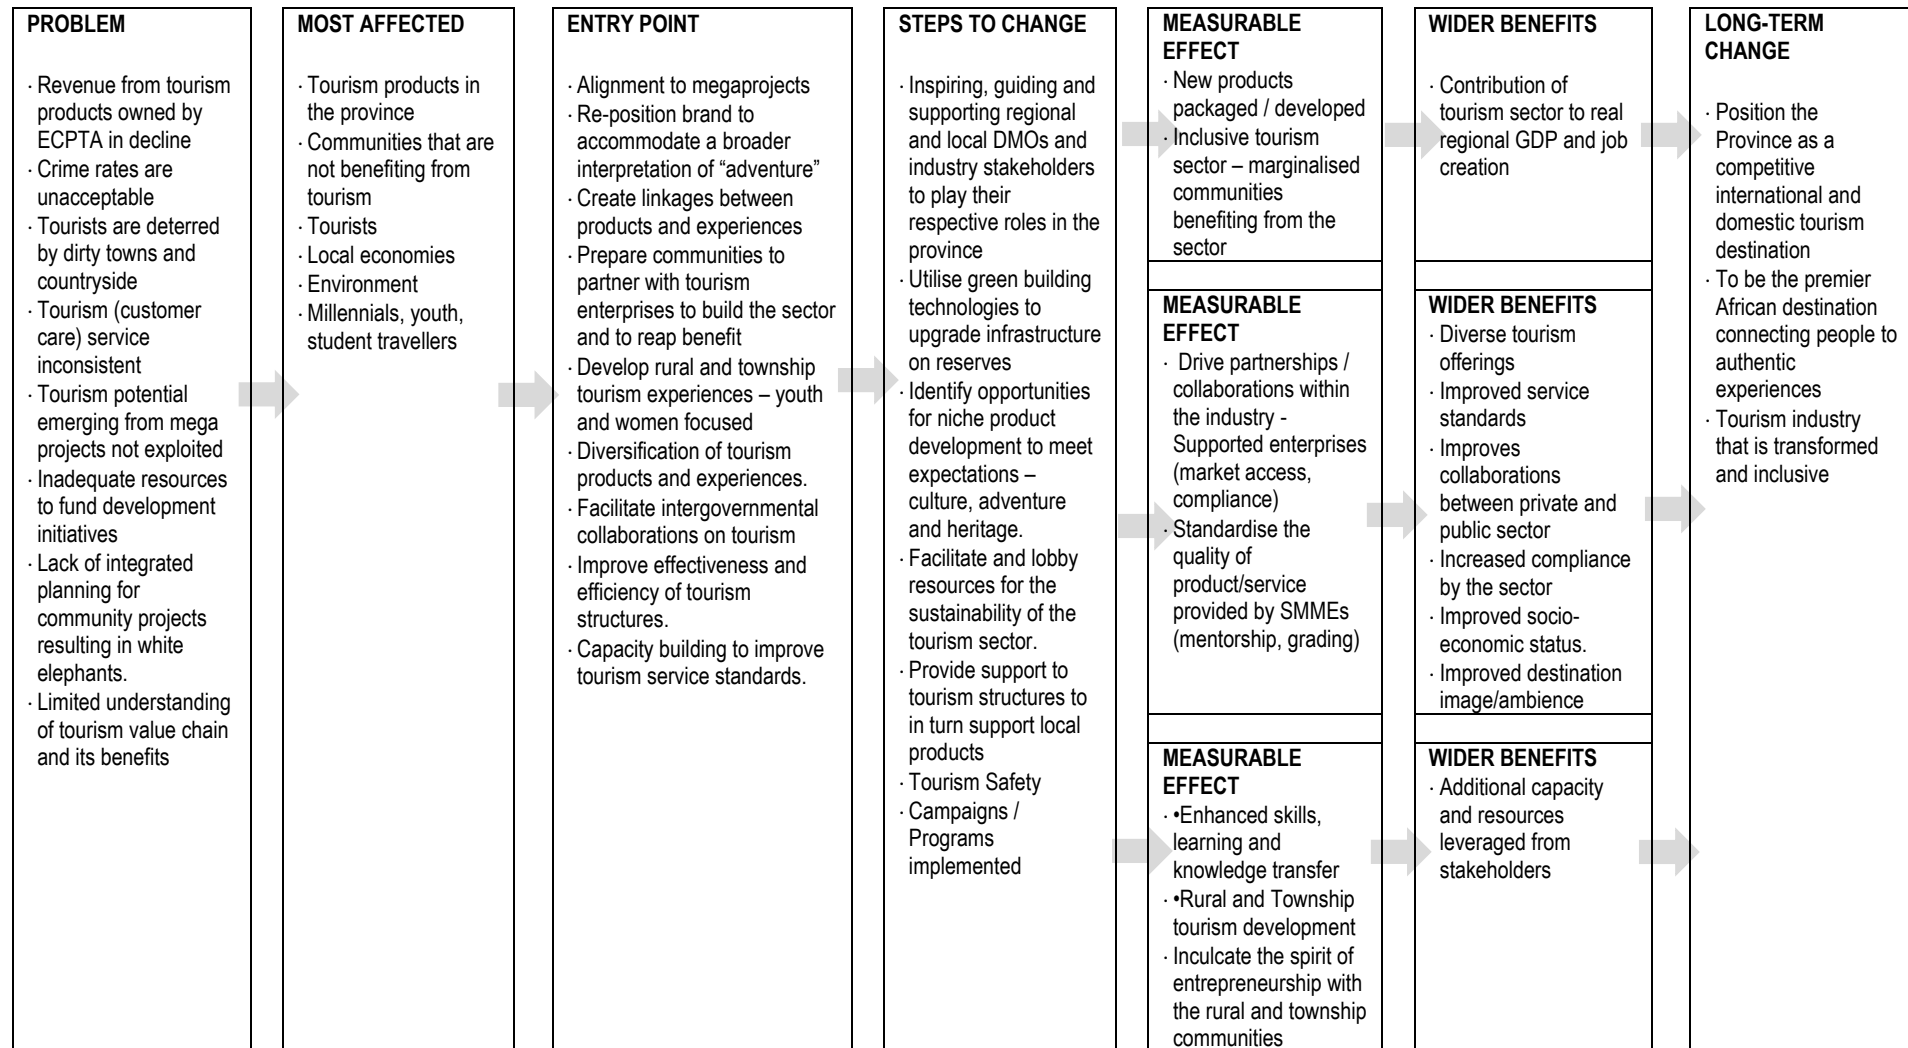 PROBLEM
· Revenue from tourism
products owned by
ECPTA in decline
· Crime rates are
unacceptable
· Tourists are deterred
by dirty towns and
countryside
· Tourism (customer
care) service
inconsistent
· Tourism potential
emerging from mega
projects not exploited
· Inadequate resources
to fund development
initiatives
· Lack of integrated
planning for
community projects
resulting in white
elephants.
· Limited understanding
of tourism value chain
and its benefits
MOST AFFECTED
· Tourism products in
the province
· Communities that are
not benefiting from
tourism
· Tourists
· Local economies
· Environment
· Millennials, youth,
student travellers
ENTRY POINT
· Alignment to megaprojects
· Re-position brand to
accommodate a broader
interpretation of “adventure”
· Create linkages between
products and experiences
· Prepare communities to
partner with tourism
enterprises to build the sector
and to reap benefit
· Develop rural and township
tourism experiences – youth
and women focused
· Diversification of tourism
products and experiences.
· Facilitate intergovernmental
collaborations on tourism
· Improve effectiveness and
efficiency of tourism
structures.
· Capacity building to improve
tourism service standards.
STEPS TO CHANGE
· Inspiring, guiding and
supporting regional
and local DMOs and
industry stakeholders
to play their
respective roles in the
province
· Utilise green building
technologies to
upgrade infrastructure
on reserves
· Identify opportunities
for niche product
development to meet
expectations –
culture, adventure
and heritage.
· Facilitate and lobby
resources for the
sustainability of the
tourism sector.
· Provide support to
tourism structures to
in turn support local
products
· Tourism Safety
· Campaigns /
Programs
implemented
MEASURABLE
EFFECT
· New products
packaged / developed
· Inclusive tourism
sector – marginalised
communities
benefiting from the
sector
MEASURABLE
EFFECT
· Drive partnerships /
collaborations within
the industry -
Supported enterprises
(market access,
compliance)
· Standardise the
quality of
product/service
provided by SMMEs
(mentorship, grading)
MEASURABLE
EFFECT
· •Enhanced skills,
learning and
knowledge transfer
· •Rural and Township
tourism development
· Inculcate the spirit of
entrepreneurship with
the rural and township
communities
WIDER BENEFITS
· Contribution of
tourism sector to real
regional GDP and job
creation
WIDER BENEFITS
· Diverse tourism
offerings
· Improved service
standards
· Improves
collaborations
between private and
public sector
· Increased compliance
by the sector
· Improved socio-
economic status.
· Improved destination
image/ambience
WIDER BENEFITS
· Additional capacity
and resources
leveraged from
stakeholders
LONG-TERM
CHANGE
· Position the
Province as a
competitive
international and
domestic tourism
destination
· To be the premier
African destination
connecting people to
authentic
experiences
· Tourism industry
that is transformed
and inclusive